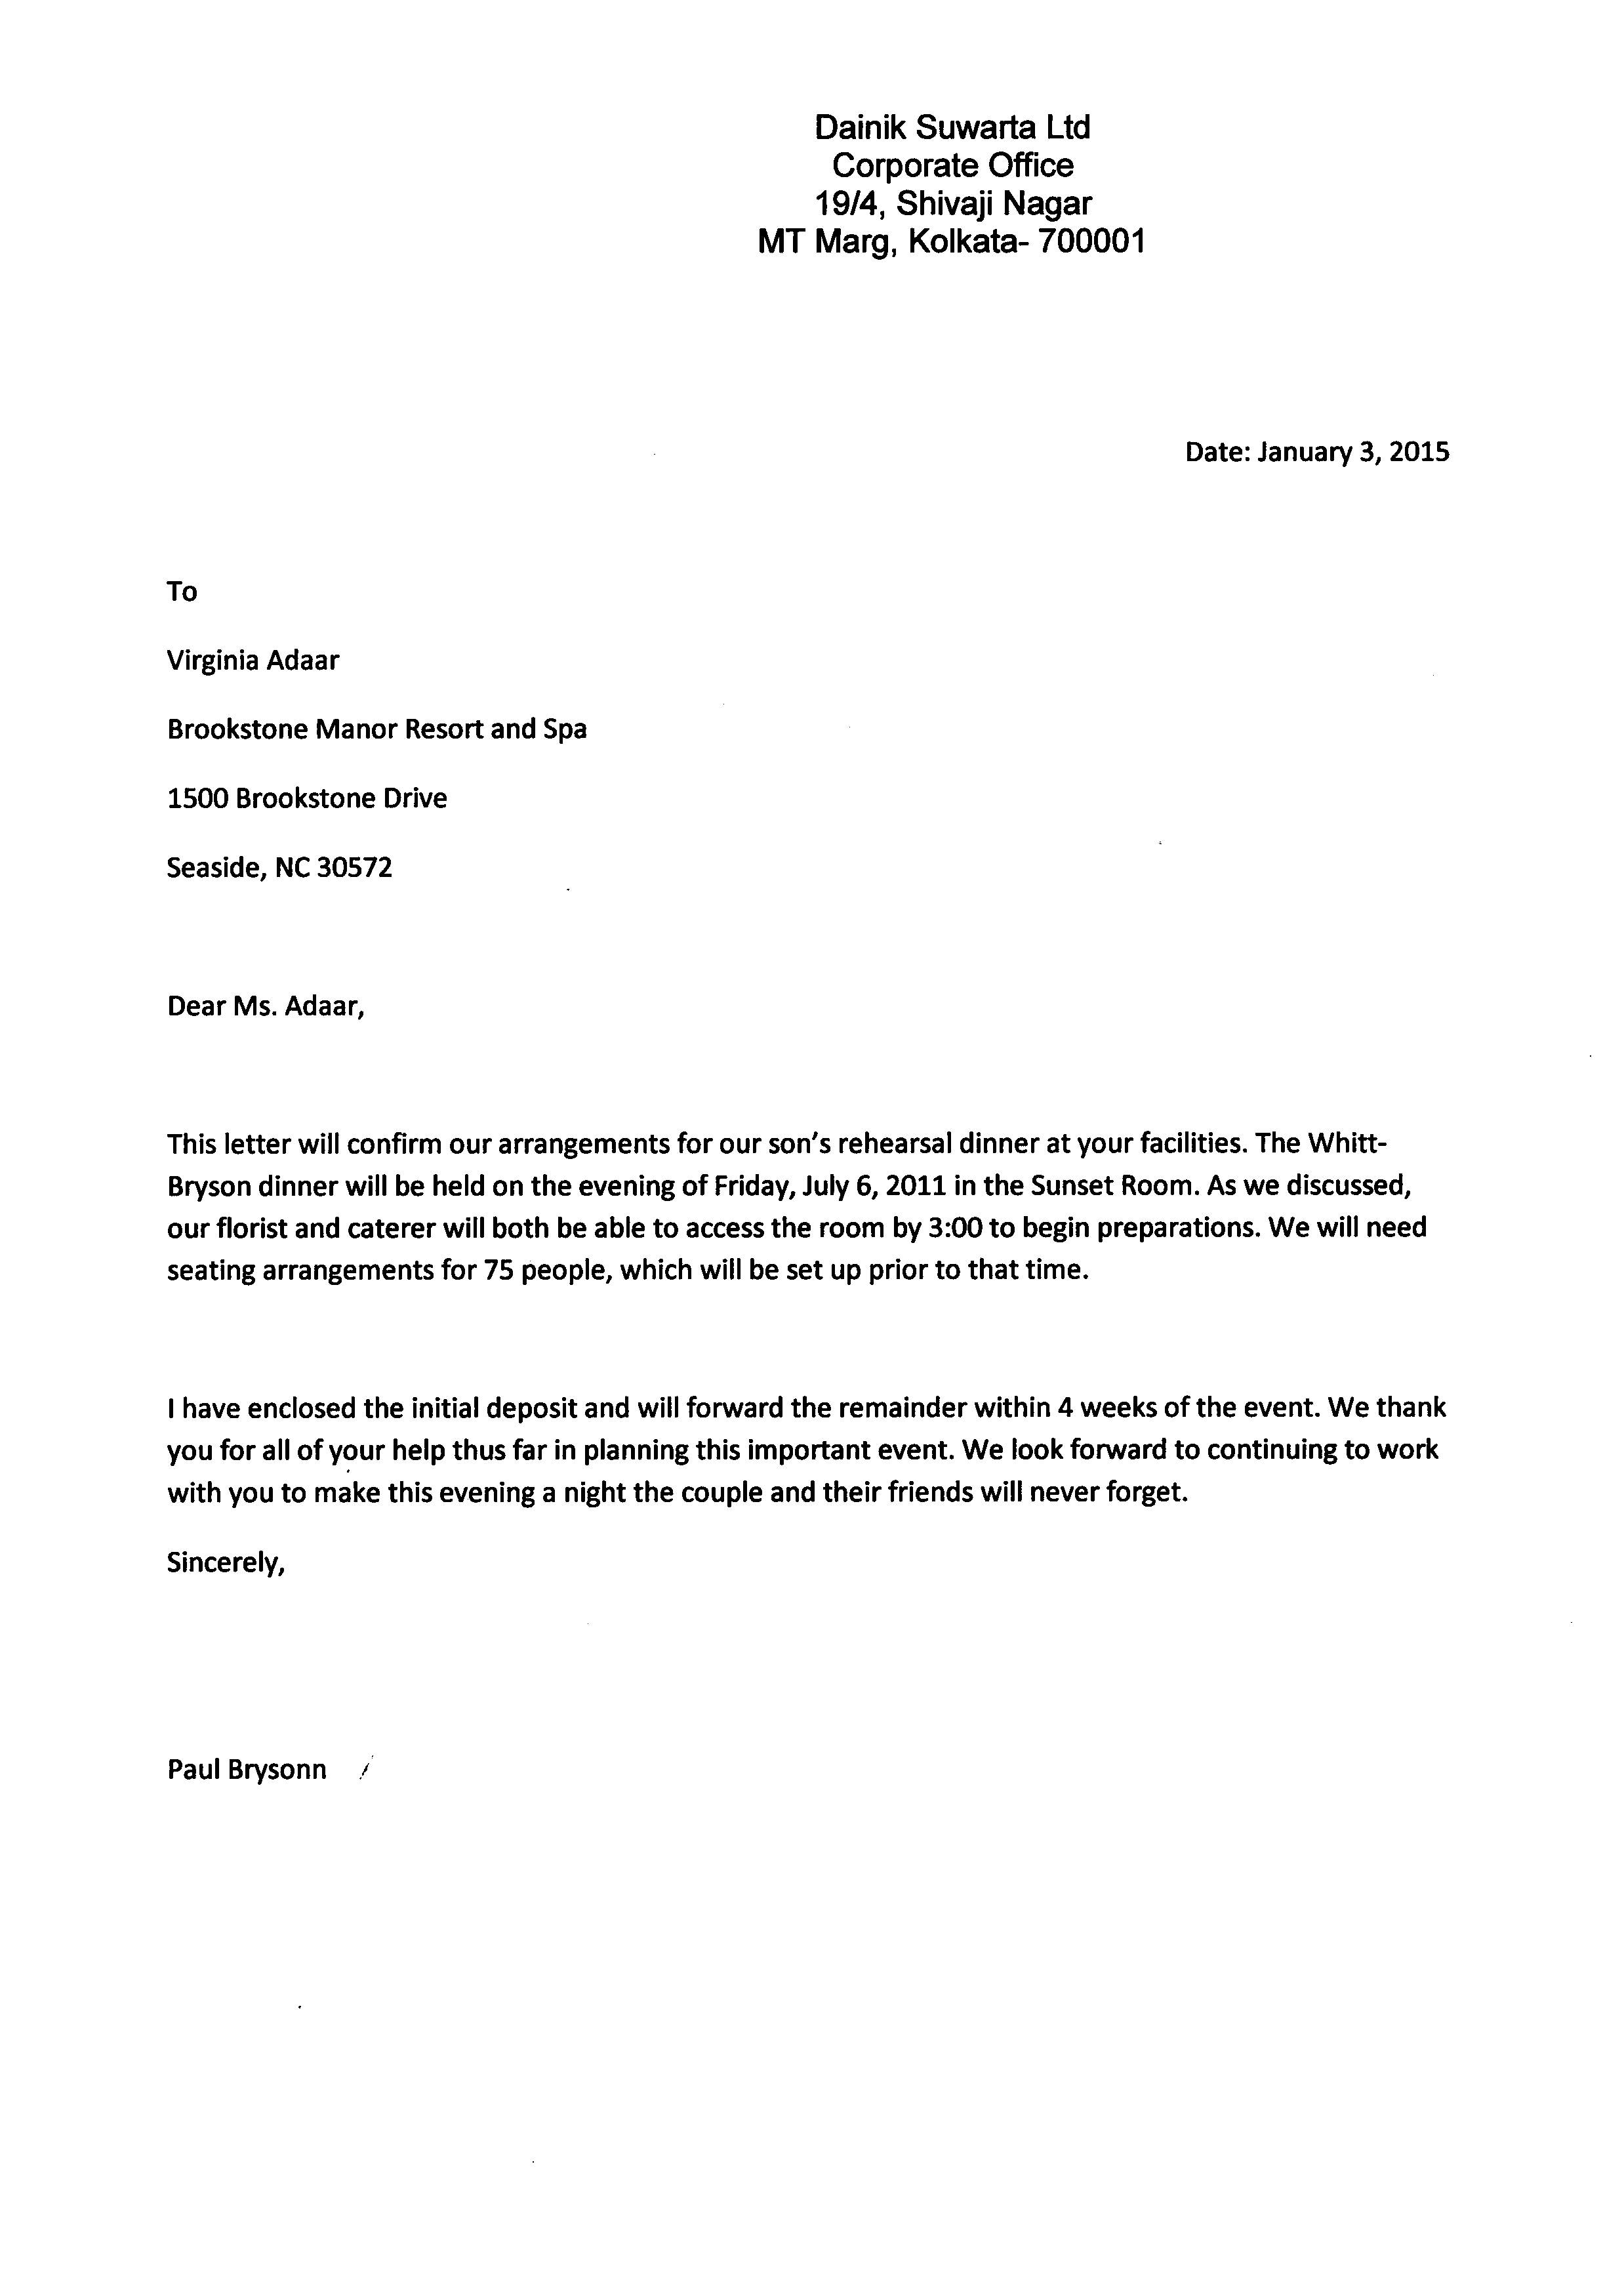 Dainik Suwarta Ltd
Corporate Office
19/4, Shivaji Nagar
MT Marg, Kolkata- 700001
Date: January 3, 2015
To
Virginia Adaar
Brookstone Manor Resort and Spa
1500 Brookstone Drive
Seaside, NC 30572
Dear Ms. Adaar,
This letter will confirm our arrangements for our son's rehearsal dinner at your facilities. The Whitt-
Bryson dinner will be held on the evening of Friday, July 6, 2011 in the Sunset Room. As we discussed,
our florist and caterer will both be able to access the room by 3:00 to begin preparations. We will need
seating arrangements for 75 people, which will be set up prior to that time.
I have enclosed the initial deposit and will forward the remainder within 4 weeks of the event. We thank
you for all of your help thus far in planning this important event. We look forward to continuing to work
with you to make this evening a night the couple and their friends will never forget.
Sincerely,
Paul Brysonn